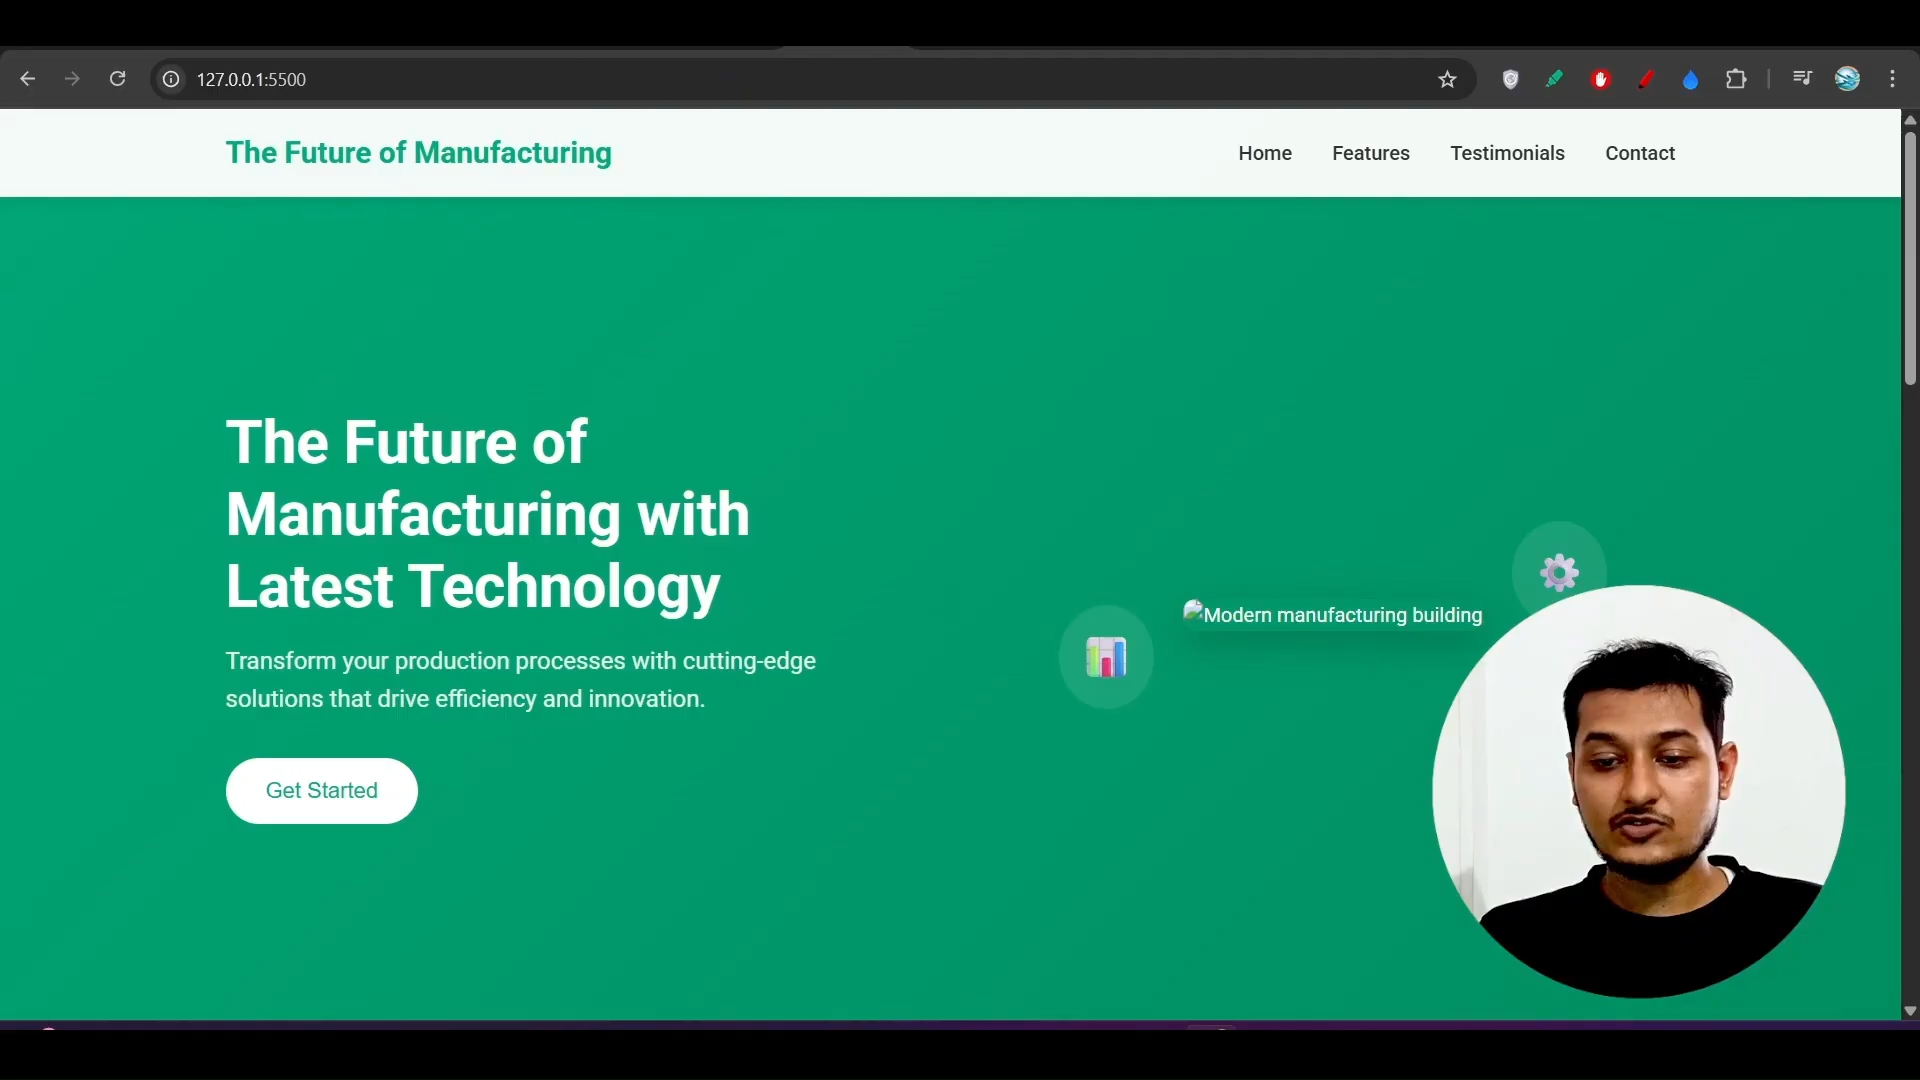 127.0.0.1:5500
The Future of Manufacturing
Home Features Testimonials Contact
The Future of
Manufacturing with
Latest Technology
Transform your production processes with cutting-edge
solutions that drive efficiency and innovation.
Get Started
Modern manufacturing building